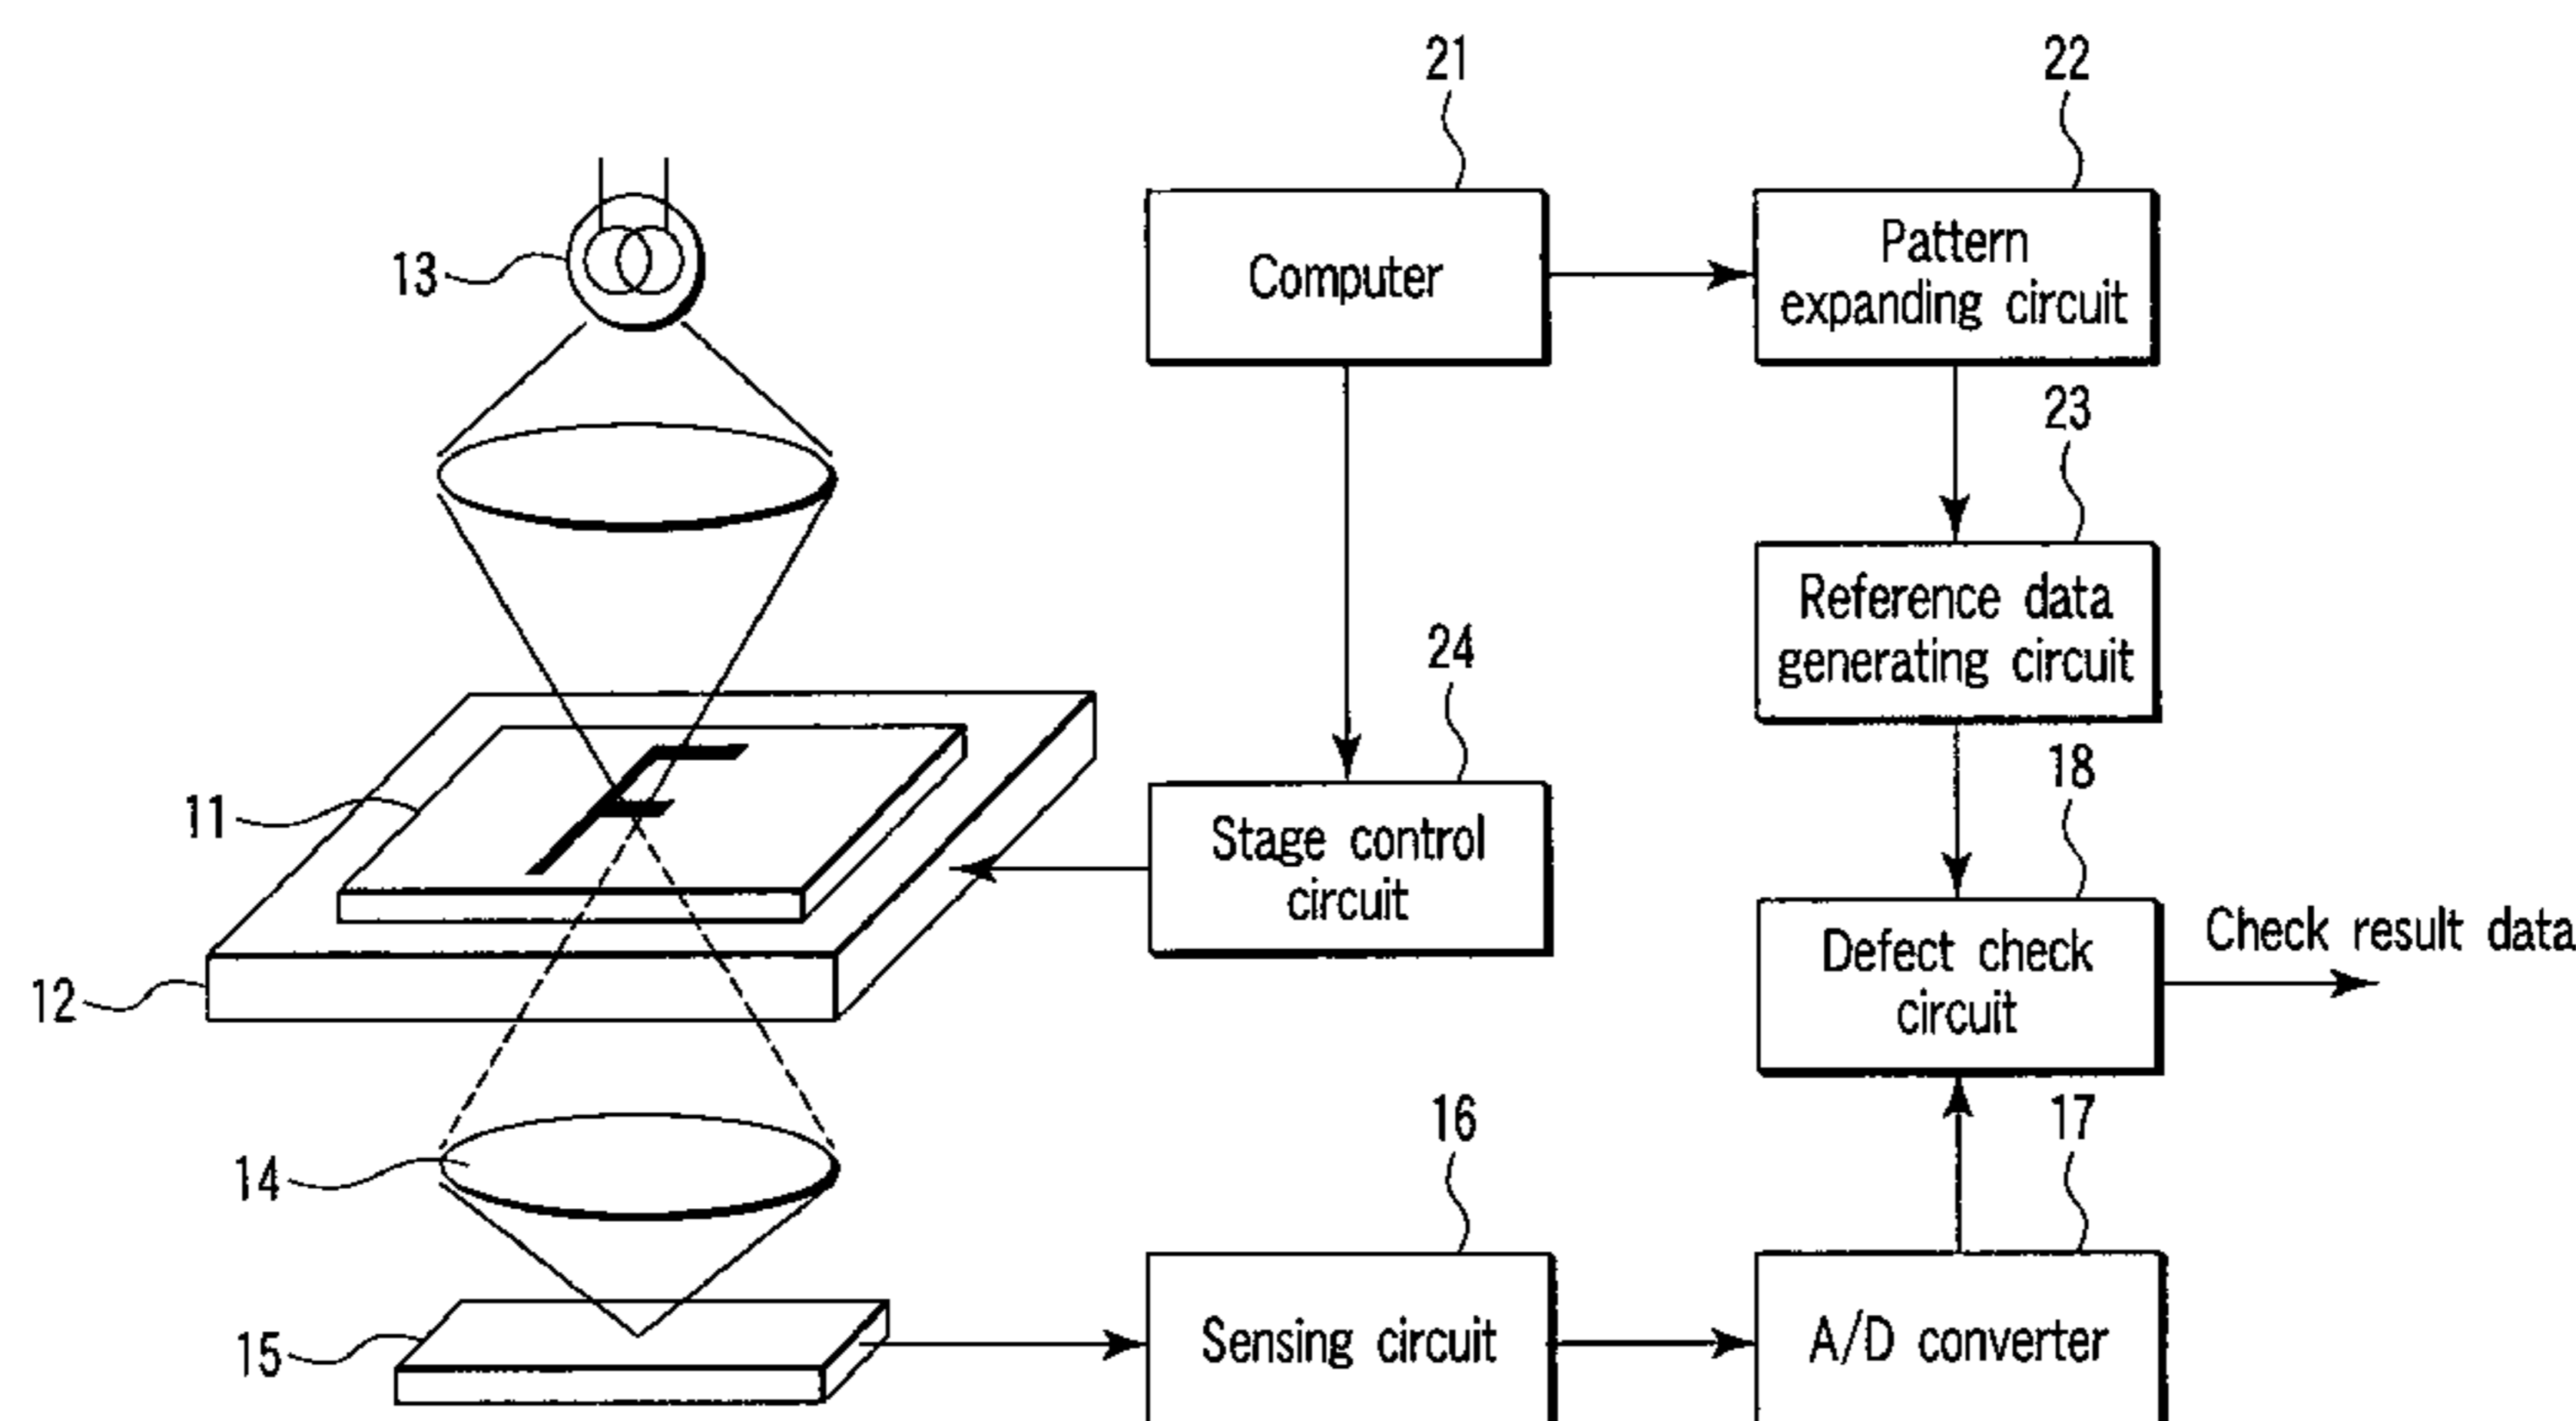 21
22
13
Computer
Pattern
expanding circuit
23
Reference data
generating circuit
24
18
11
Stage control
circuit
Defect check
circuit
Check result data
12
16
17
14
15
Sensing circuit
A/D converter